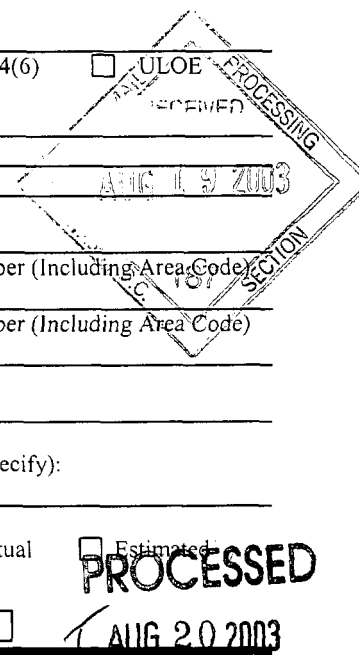 4(6) ☐ ULOE
RECEIVED
PROCESSING
AUG 19 2003
ber (Including Area Code)
187
SECTION
ber (Including Area Code)
ecify):
tual ☐ Estimated
PROCESSED
AUG 20 2003